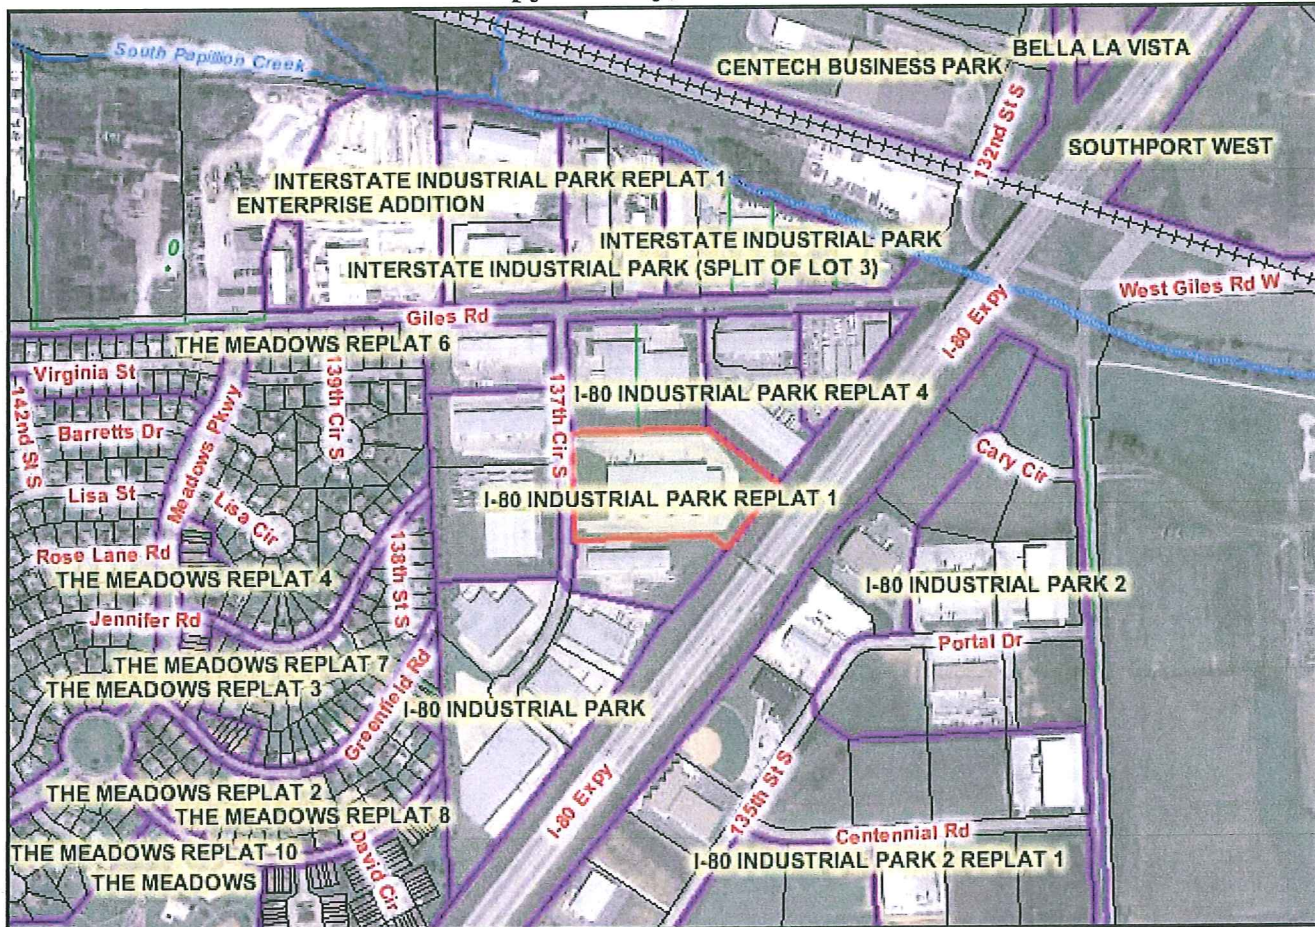 South Papillion Creek
CENTECH BUSINESS PARK
BELLA LA VISTA
132nd St S
SOUTHPORT WEST
INTERSTATE INDUSTRIAL PARK REPLAT 1
ENTERPRISE ADDITION
INTERSTATE INDUSTRIAL PARK
0
INTERSTATE INDUSTRIAL PARK (SPLIT OF LOT 3)
West Giles Rd W
Giles Rd
I-80 Expy
THE MEADOWS REPLAT 6
Virginia St
139th Cir S
137th Cir S
I-80 INDUSTRIAL PARK REPLAT 4
142nd St S
Barretts Dr
Meadows Pkwy
Cary Cir
Lisa St
Lisa Cir
I-80 INDUSTRIAL PARK REPLAT 1
Rose Lane Rd
138th St S
THE MEADOWS REPLAT 4
I-80 INDUSTRIAL PARK 2
Jennifer Rd
Portal Dr
THE MEADOWS REPLAT 7
THE MEADOWS REPLAT 3
Greenfield Rd
I-80 INDUSTRIAL PARK
THE MEADOWS REPLAT 2
THE MEADOWS REPLAT 8
I-80 Expy
135th St S
Centennial Rd
THE MEADOWS REPLAT 10
David Cir
I-80 INDUSTRIAL PARK 2 REPLAT 1
THE MEADOWS